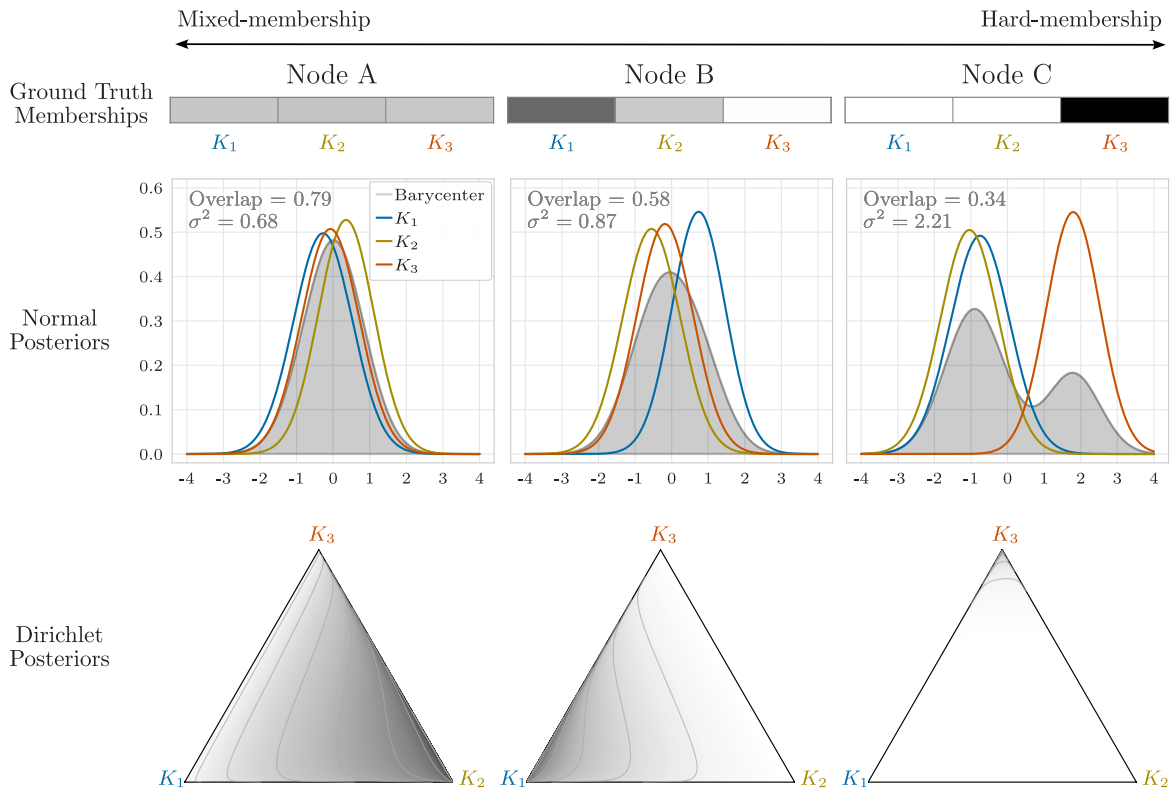 Mixed-membership Hard-membership
Node A Node B Node C
Ground Truth
Memberships
K₁ K₂ K₃ K₁ K₂ K₃ K₁ K₂ K₃
Normal
Posteriors
0.6
0.5
0.4
0.3
0.2
0.1
0.0
Overlap = 0.79
σ² = 0.68
Barycenter
K₁
K₂
K₃
-4 -3 -2 -1 0 1 2 3 4
Overlap = 0.58
σ² = 0.87
-4 -3 -2 -1 0 1 2 3 4
Overlap = 0.34
σ² = 2.21
-4 -3 -2 -1 0 1 2 3 4
Dirichlet
Posteriors
K₃ K₃ K₃
K₁ K₂ K₁ K₂ K₁ K₂